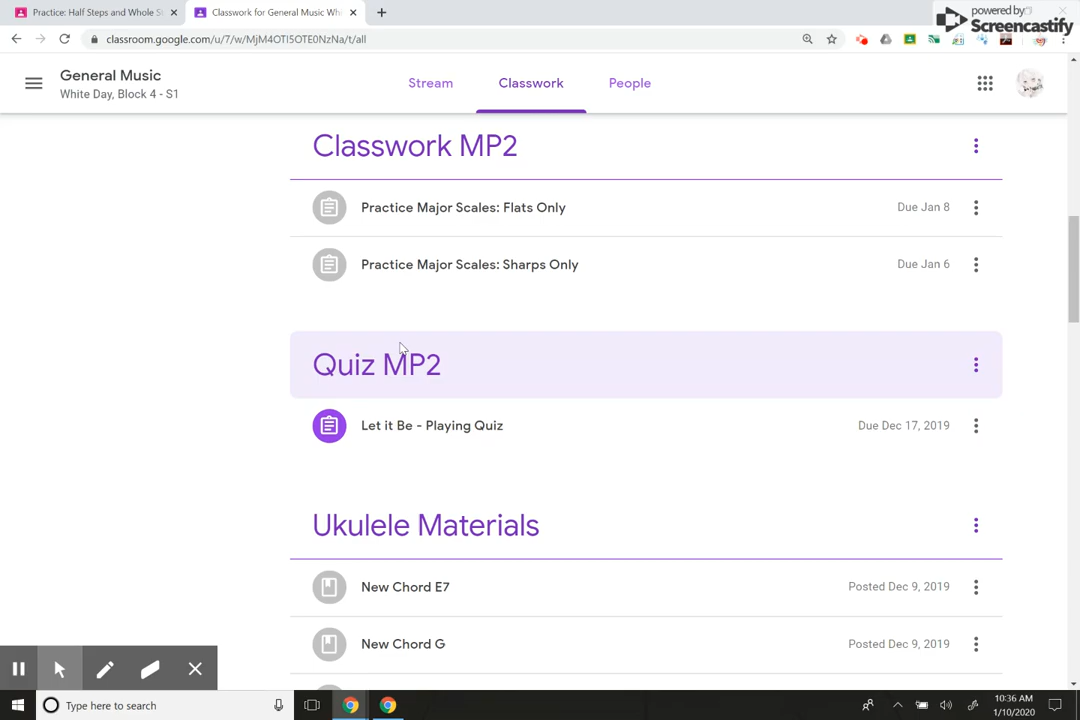 Practice: Half Steps and Whole S
Classwork for General Music Whi
powered by
Screencastify
classroom.google.com/u/7/w/MjM4OTI5OTE0NzNa/t/all
General Music
White Day, Block 4 - S1
Stream
Classwork
People
Classwork MP2
Practice Major Scales: Flats Only
Due Jan 8
Practice Major Scales: Sharps Only
Due Jan 6
Quiz MP2
Let it Be - Playing Quiz
Due Dec 17, 2019
Ukulele Materials
New Chord E7
Posted Dec 9, 2019
New Chord G
Posted Dec 9, 2019
Type here to search
10:36 AM
1/10/2020